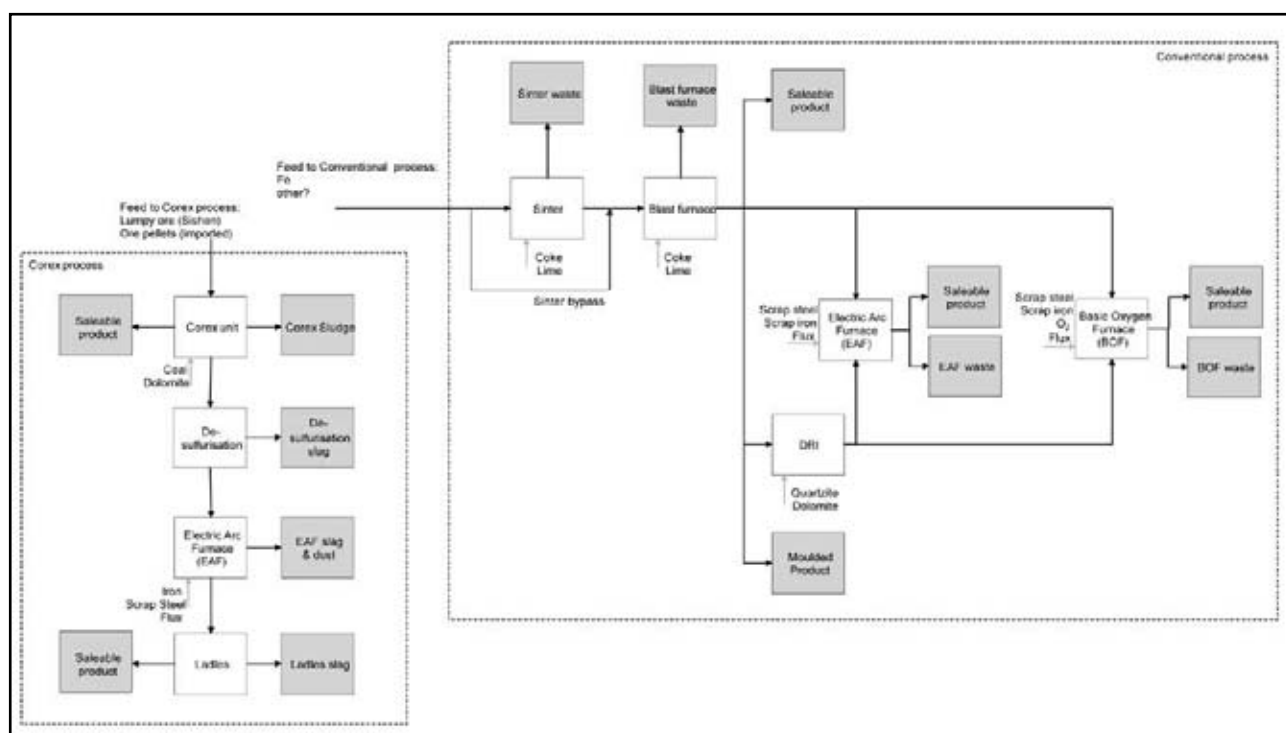 Conventional process
Sinter waste
Blast furnace
waste
Saleable
product
Feed to Conventional process:
Fe
other?
Sinter
Blast furnace
Coke
Lime
Coke
Lime
Sinter bypass
Feed to Corex process:
Lumpy ore (Sishen)
Ore pellets (imported)
Corex process
Saleable
product
Corex unit
Corex Sludge
Coal
Dolomite
De-
sulfurisation
De-
sulfurisation
slag
Electric Arc
Furnace
(EAF)
EAF slag
& dust
Iron
Scrap Steel
Flux
Saleable
product
Ladles
Ladles slag
Scrap steel
Scrap iron
Flux
Electric Arc
Furnace
(EAF)
Saleable
product
EAF waste
Scrap steel
Scrap iron
O2
Flux
Basic Oxygen
Furnace
(BOF)
Saleable
product
BOF waste
DRI
Quartzite
Dolomite
Moulded
Product